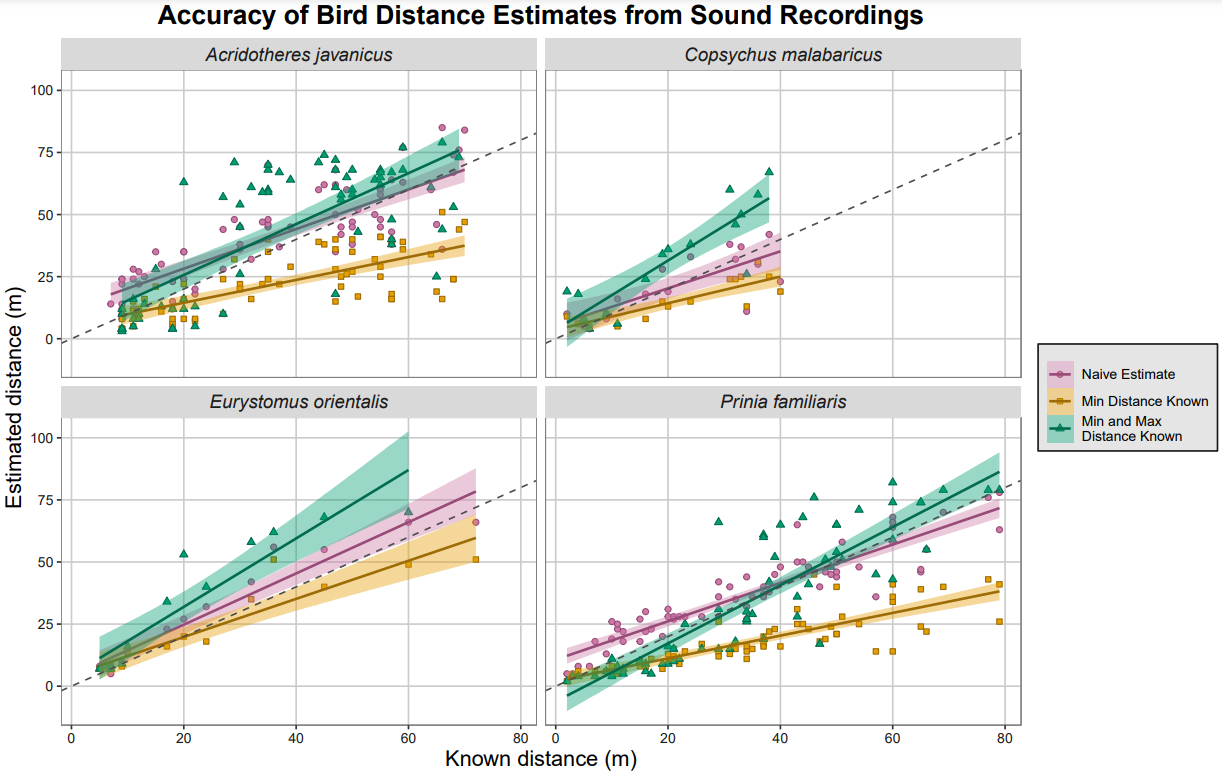 Accuracy of Bird Distance Estimates from Sound Recordings
Acridotheres javanicus
Copsychus malabaricus
100
75
50
25
0
Eurystomus orientalis
Prinia familiaris
100
75
50
25
0
0 20 40 60 80
0 20 40 60 80
Estimated distance (m)
Known distance (m)
Naive Estimate
Min Distance Known
Min and Max
Distance Known